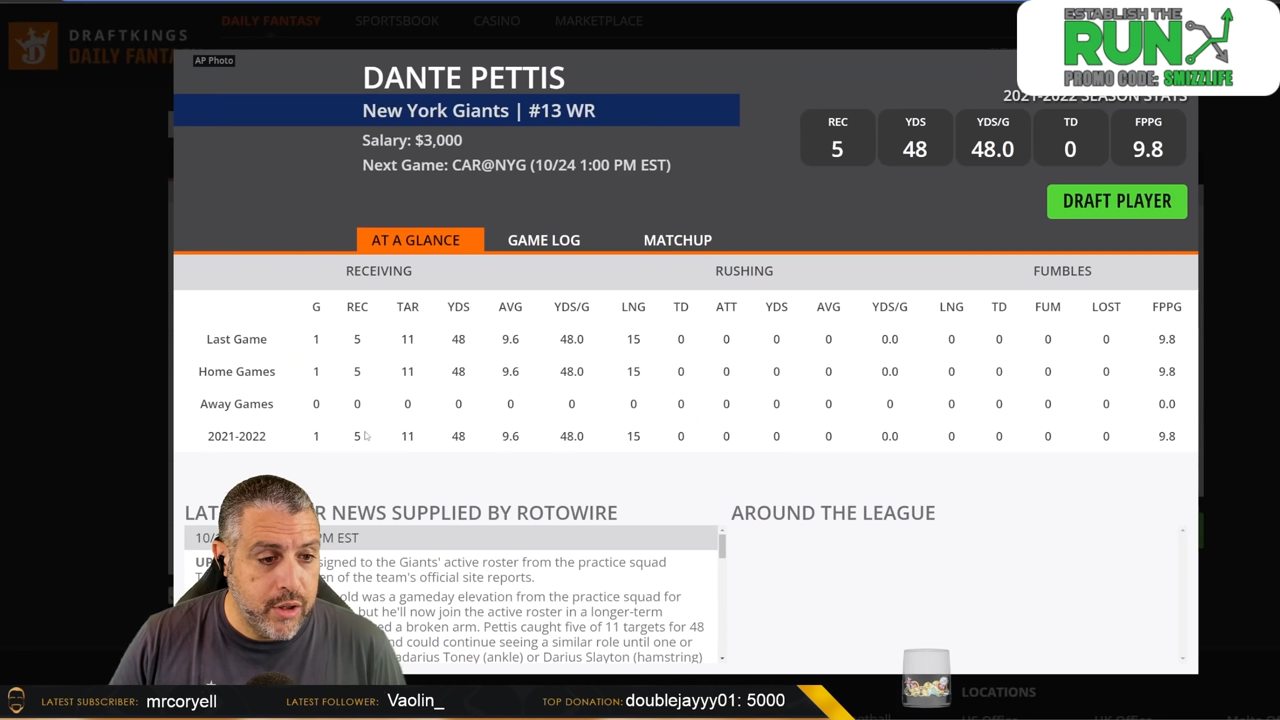 DAILY FANTASY SPORTSBOOK CASINO MARKETPLACE
DRAFTKINGS
DAILY FANTA
ESTABLISH THE
RUN
PROMO CODE: SMIZZLIFE
AP Photo
DANTE PETTIS
New York Giants | #13 WR
Salary: $3,000
Next Game: CAR@NYG (10/24 1:00 PM EST)
2021-2022 SEASON STATS
REC YDS YDS/G TD FPPG
5 48 48.0 0 9.8
DRAFT PLAYER
AT A GLANCE GAME LOG MATCHUP
RECEIVING RUSHING FUMBLES
G REC TAR YDS AVG YDS/G LNG TD ATT YDS AVG YDS/G LNG TD FUM LOST FPPG
Last Game 1 5 11 48 9.6 48.0 15 0 0 0 0 0.0 0 0 0 0 9.8
Home Games 1 5 11 48 9.6 48.0 15 0 0 0 0 0.0 0 0 0 0 9.8
Away Games 0 0 0 0 0 0 0 0 0 0 0 0 0 0 0 0 0.0
2021-2022 1 5 11 48 9.6 48.0 15 0 0 0 0 0.0 0 0 0 0 9.8
LAT R NEWS SUPPLIED BY ROTOWIRE
AROUND THE LEAGUE
10/ PM EST
UP signed to the Giants' active roster from the practice squad
en of the team's official site reports.
old was a gameday elevation from the practice squad for
but he'll now join the active roster in a longer-term
ed a broken arm. Pettis caught five of 11 targets for 48
nd could continue seeing a similar role until one or
adarius Toney (ankle) or Darius Slayton (hamstring)
LOCATIONS
LATEST SUBSCRIBER: mrcoryell LATEST FOLLOWER: Vaolin_ TOP DONATION: doublejayyy01: 5000